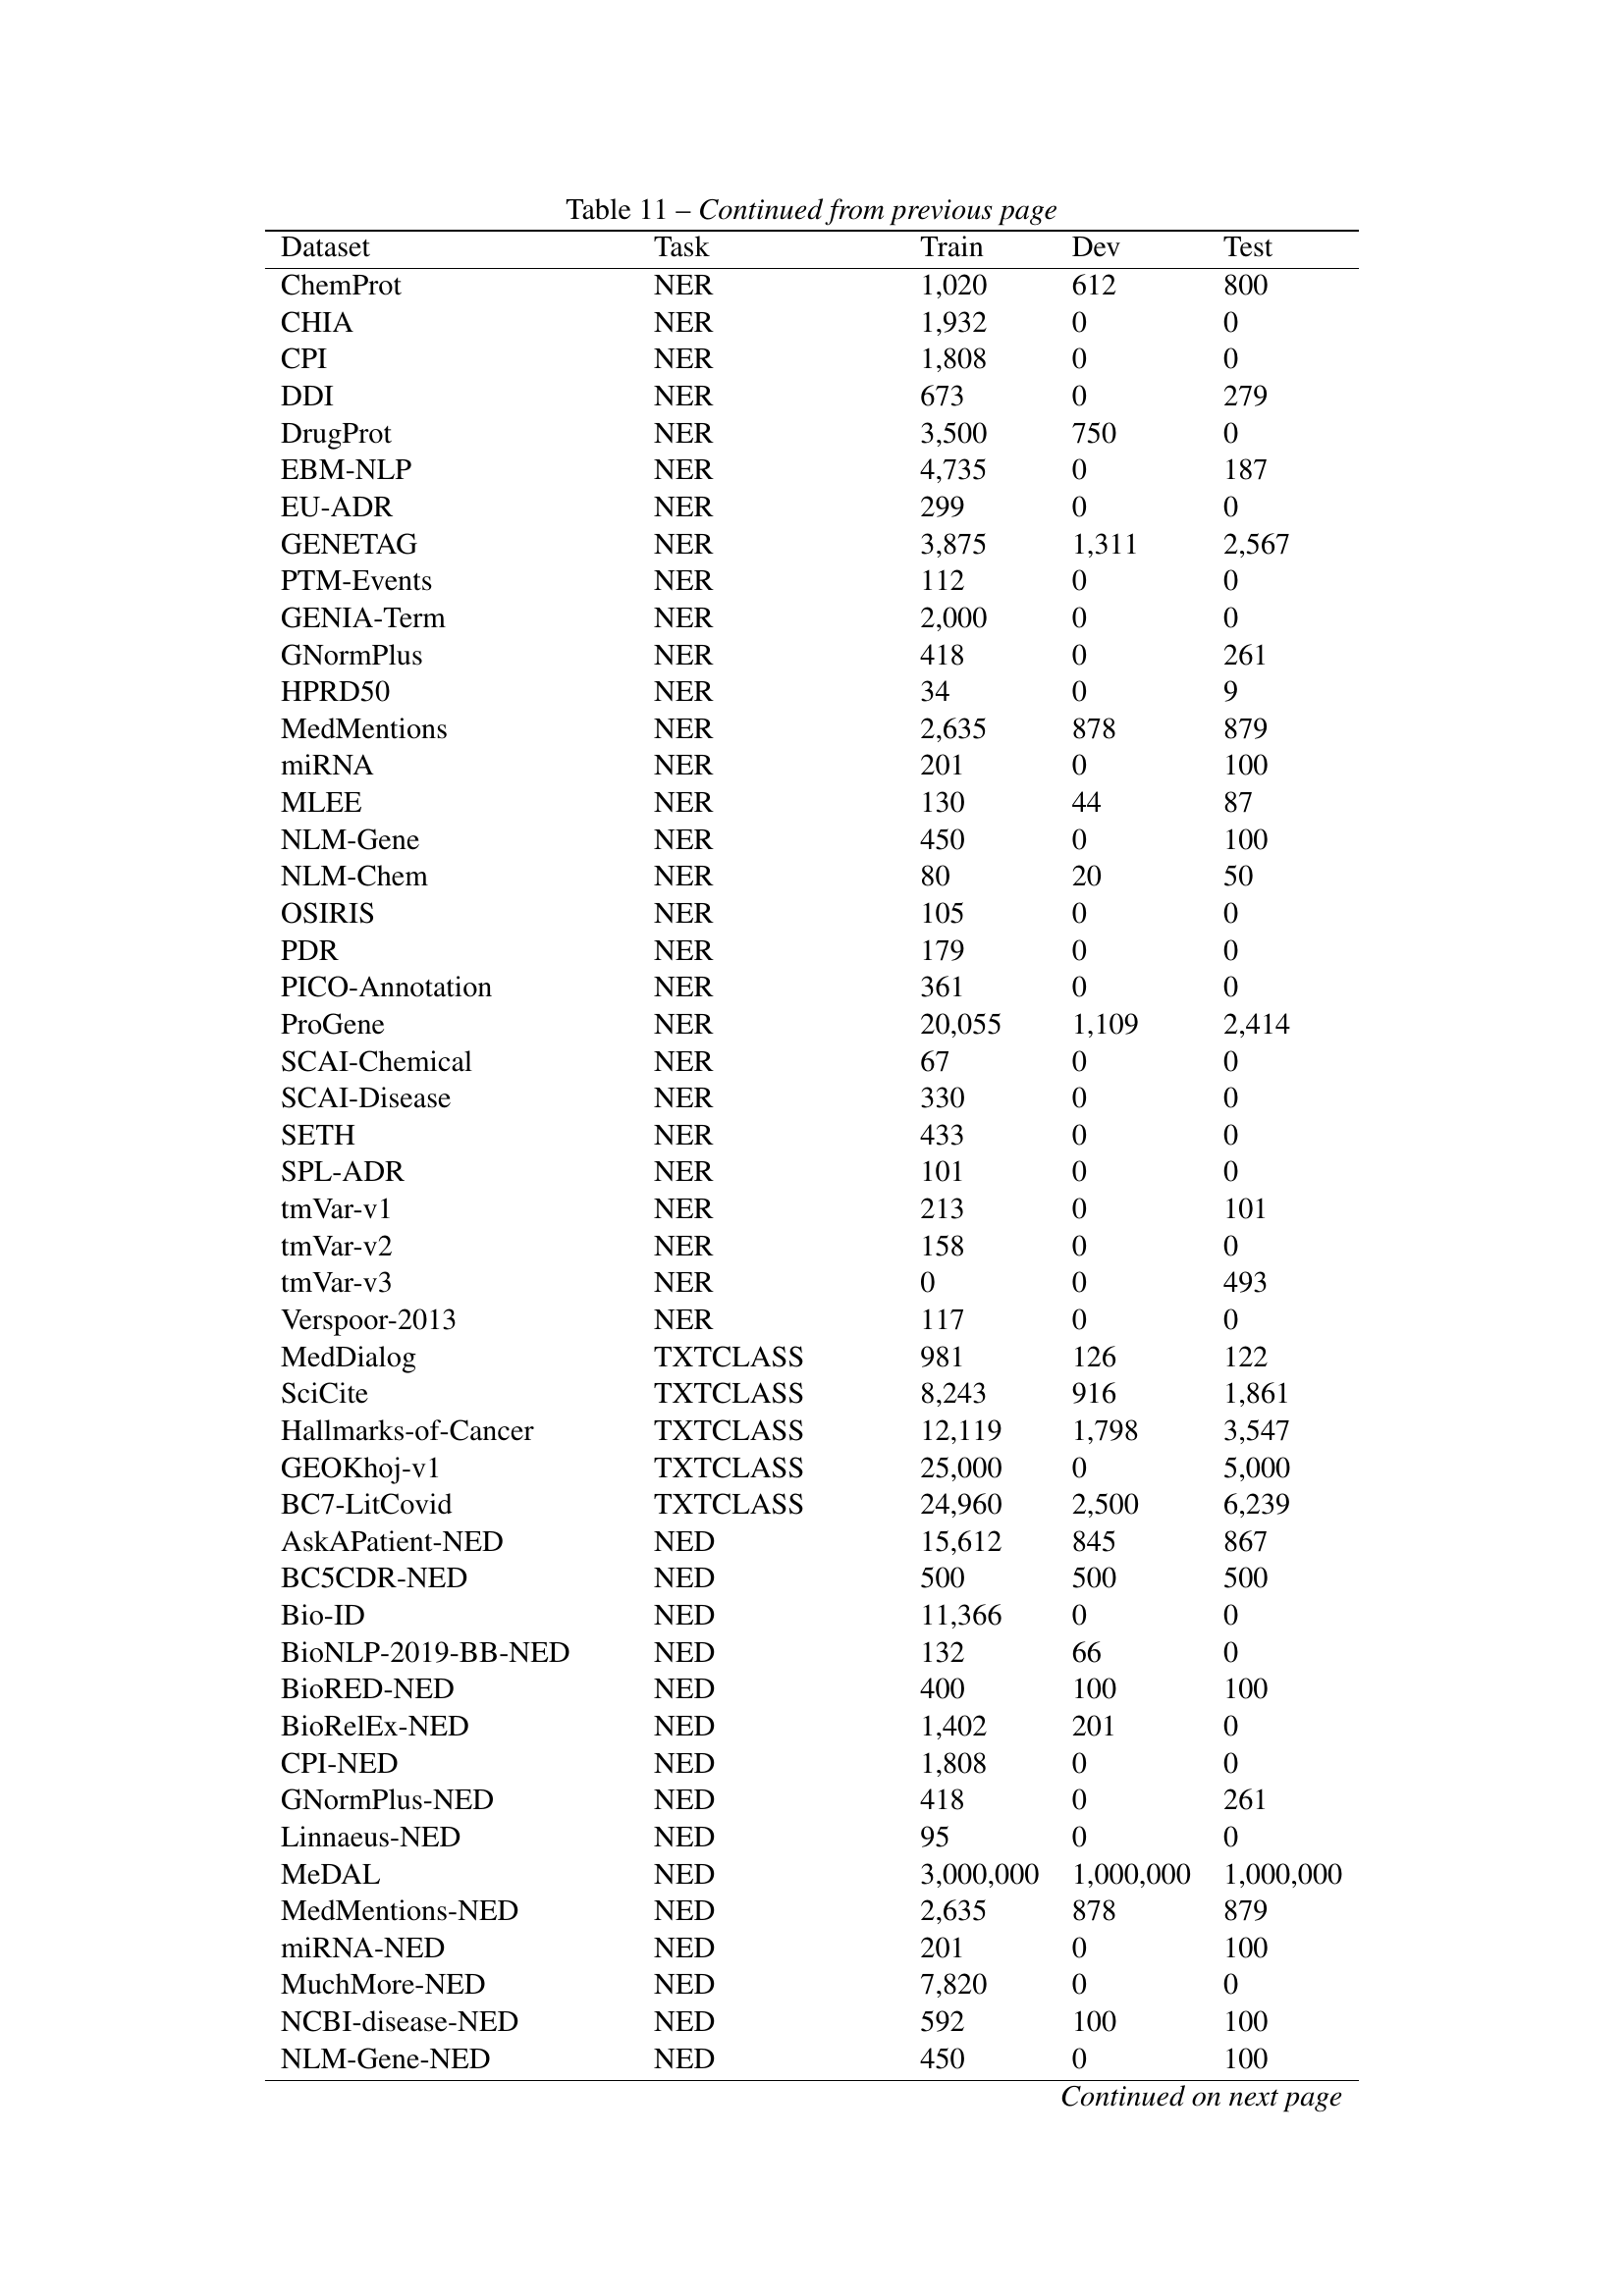 Table 11 – Continued from previous page
Dataset Task Train Dev Test
ChemProt NER 1,020 612 800
CHIA NER 1,932 0 0
CPI NER 1,808 0 0
DDI NER 673 0 279
DrugProt NER 3,500 750 0
EBM-NLP NER 4,735 0 187
EU-ADR NER 299 0 0
GENETAG NER 3,875 1,311 2,567
PTM-Events NER 112 0 0
GENIA-Term NER 2,000 0 0
GNormPlus NER 418 0 261
HPRD50 NER 34 0 9
MedMentions NER 2,635 878 879
miRNA NER 201 0 100
MLEE NER 130 44 87
NLM-Gene NER 450 0 100
NLM-Chem NER 80 20 50
OSIRIS NER 105 0 0
PDR NER 179 0 0
PICO-Annotation NER 361 0 0
ProGene NER 20,055 1,109 2,414
SCAI-Chemical NER 67 0 0
SCAI-Disease NER 330 0 0
SETH NER 433 0 0
SPL-ADR NER 101 0 0
tmVar-v1 NER 213 0 101
tmVar-v2 NER 158 0 0
tmVar-v3 NER 0 0 493
Verspoor-2013 NER 117 0 0
MedDialog TXTCLASS 981 126 122
SciCite TXTCLASS 8,243 916 1,861
Hallmarks-of-Cancer TXTCLASS 12,119 1,798 3,547
GEOKhoj-v1 TXTCLASS 25,000 0 5,000
BC7-LitCovid TXTCLASS 24,960 2,500 6,239
AskAPatient-NED NED 15,612 845 867
BC5CDR-NED NED 500 500 500
Bio-ID NED 11,366 0 0
BioNLP-2019-BB-NED NED 132 66 0
BioRED-NED NED 400 100 100
BioRelEx-NED NED 1,402 201 0
CPI-NED NED 1,808 0 0
GNormPlus-NED NED 418 0 261
Linnaeus-NED NED 95 0 0
MeDAL NED 3,000,000 1,000,000 1,000,000
MedMentions-NED NED 2,635 878 879
miRNA-NED NED 201 0 100
MuchMore-NED NED 7,820 0 0
NCBI-disease-NED NED 592 100 100
NLM-Gene-NED NED 450 0 100
Continued on next page